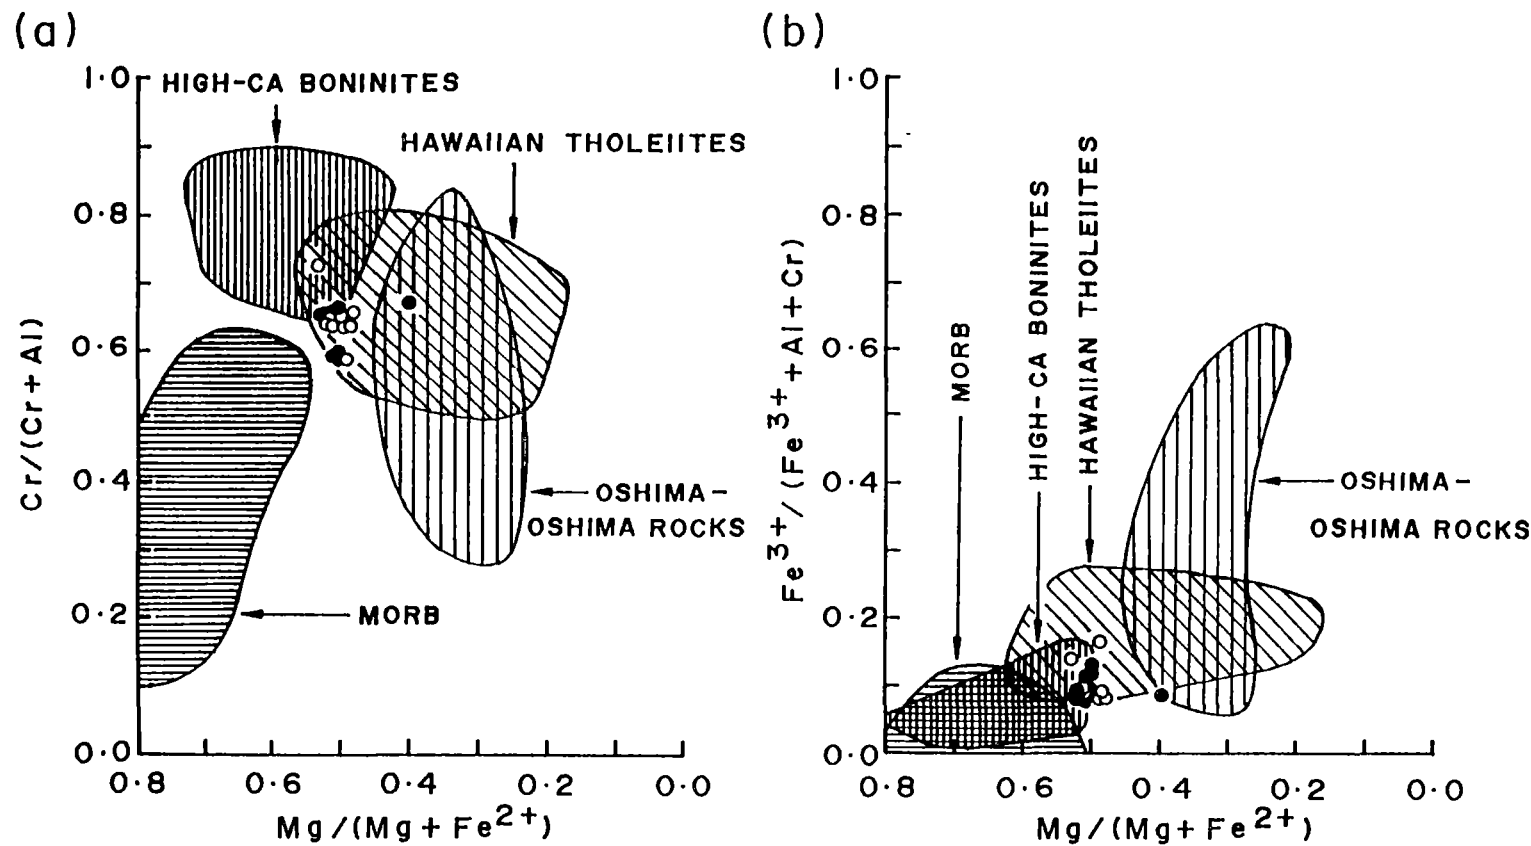 (a)
HIGH-CA BONINITES
HAWAIIAN THOLEIITES
OSHIMA-
OSHIMA ROCKS
MORB
1·0
0·8
0·6
0·4
0·2
0·0
0·8 0·6 0·4 0·2 0·0
Cr/(Cr+Al)
Mg/(Mg+Fe2+)
(b)
MORB
HIGH-CA BONINITES
HAWAIIAN THOLEIITES
OSHIMA-
OSHIMA ROCKS
1·0
0·8
0·6
0·4
0·2
0·0
0·8 0·6 0·4 0·2 0·0
Fe3+/(Fe3++Al+Cr)
Mg/(Mg+Fe2+)